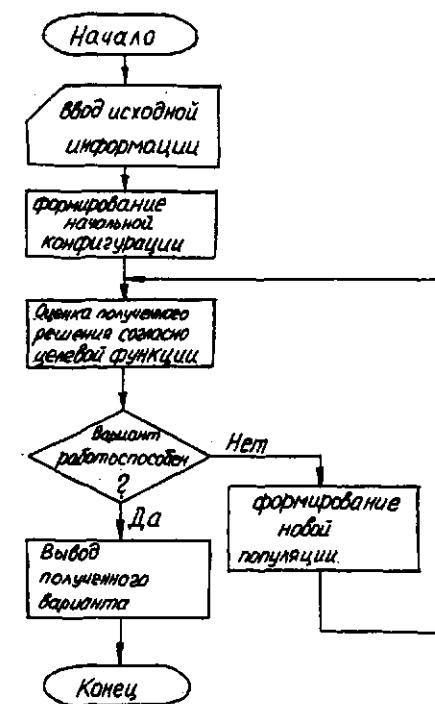 Начало
Ввод исходной
информации
формирование
начальной
конфигурации
Оценка полученного
решения согласно
целевой функции
Вариант
работоспособен
?
Нет
формирование
новой
популяции.
Да
Вывод
полученного
варианта
Конец